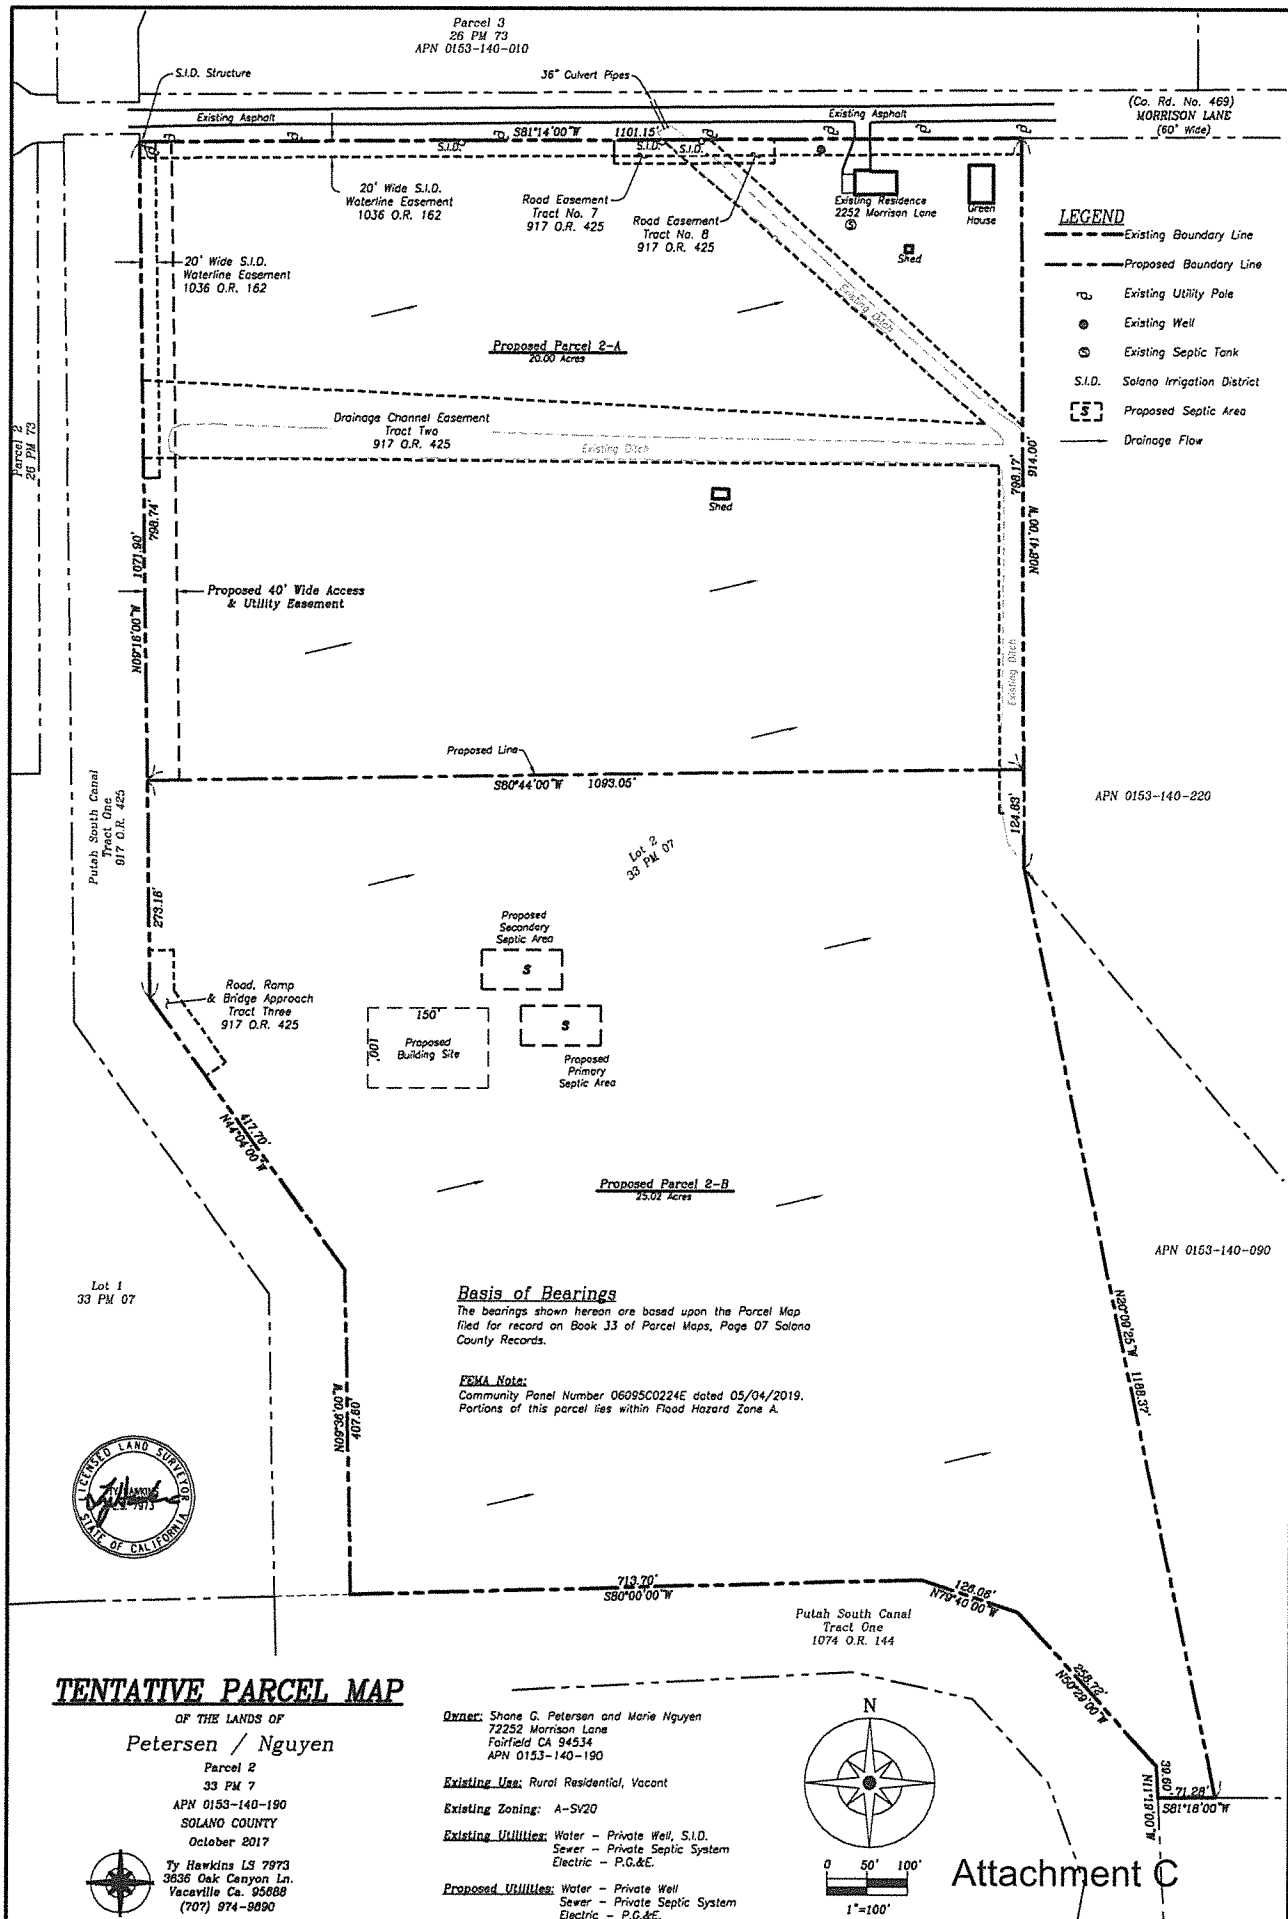 Parcel 3
26 PM 73
APN 0153-140-010
S.I.D. Structure
36" Culvert Pipes
(Co. Rd. No. 469)
MORRISON LANE
(60' Wide)
Existing Asphalt
Existing Asphalt
S81°14'00"W 1101.15'
S.I.D.
S.I.D.
S.I.D.
20' Wide S.I.D.
Waterline Easement
1036 O.R. 162
Road Easement
Tract No. 7
917 O.R. 425
Road Easement
Tract No. 8
917 O.R. 425
Existing Residence
2252 Morrison Lane
S
Green
House
Shed
20' Wide S.I.D.
Waterline Easement
1036 O.R. 162
LEGEND
Existing Boundary Line
Proposed Boundary Line
Existing Utility Pole
Existing Well
S Existing Septic Tank
S.I.D. Solano Irrigation District
S Proposed Septic Area
Drainage Flow
Existing Ditch
Proposed Parcel 2-A
20.00 Acres
Drainage Channel Easement
Tract Two
917 O.R. 425
Existing Ditch
Parcel 2
26 PM 73
798.74'
1071.90'
N09°16'00"W
798.17'
914.00'
N08°41'00"W
Shed
Proposed 40' Wide Access
& Utility Easement
Existing Ditch
Proposed Line
S80°44'00"W 1093.05'
Putah South Canal
Tract One
917 O.R. 425
APN 0153-140-220
124.83'
Lot 2
33 PM 07
273.16'
Proposed
Secondary
Septic Area
S
Road, Ramp
& Bridge Approach
Tract Three
917 O.R. 425
150'
100'
Proposed
Building Site
S
Proposed
Primary
Septic Area
417.70'
N44°04'00"W
Proposed Parcel 2-B
25.02 Acres
APN 0153-140-090
Lot 1
33 PM 07
Basis of Bearings
The bearings shown hereon are based upon the Parcel Map
filed for record on Book 33 of Parcel Maps, Page 07 Solano
County Records.
N20°09'25"W 1188.37'
FEMA Note:
Community Panel Number 06095C0224E dated 05/04/2019.
Portions of this parcel lies within Flood Hazard Zone A.
N09°36'00"W
407.60'
LICENSED LAND SURVEYOR
TY HAWKINS
L.S. 7973
STATE OF CALIFORNIA
713.70'
S80°00'00"W
126.06'
N79°40'00"W
Putah South Canal
Tract One
1074 O.R. 144
258.72'
N50°29'00"W
39.60'
N11°19'00"W
71.28'
S81°18'00"W
TENTATIVE PARCEL MAP
OF THE LANDS OF
Petersen / Nguyen
Parcel 2
33 PM 7
APN 0153-140-190
SOLANO COUNTY
October 2017
Ty Hawkins LS 7973
3636 Oak Canyon Ln.
Vacaville Ca. 95688
(707) 974-9890
Owner: Shane G. Petersen and Marie Nguyen
72252 Morrison Lane
Fairfield CA 94534
APN 0153-140-190
Existing Use: Rural Residential, Vacant
Existing Zoning: A-SV20
Existing Utilities: Water - Private Well, S.I.D.
Sewer - Private Septic System
Electric - P.G.&E.
Proposed Utilities: Water - Private Well
Sewer - Private Septic System
Electric - P.G.&E.
N
0 50' 100'
1"=100'
Attachment C